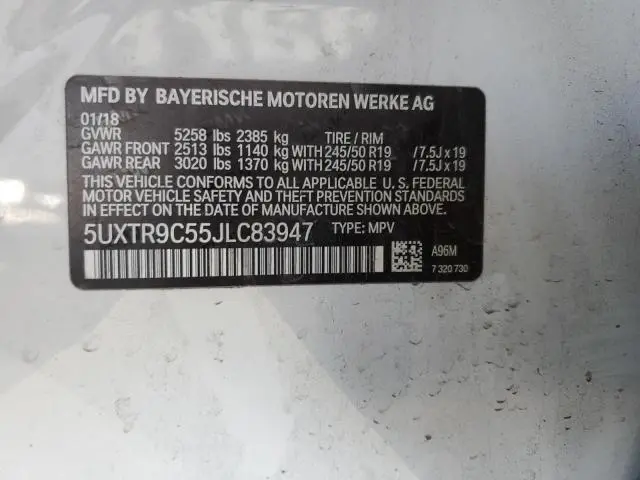 MFD BY BAYERISCHE MOTOREN WERKE AG
01/18
GVWR 5258 lbs 2385 kg TIRE / RIM
GAWR FRONT 2513 lbs 1140 kg WITH 245/50 R19 /7.5J x 19
GAWR REAR 3020 lbs 1370 kg WITH 245/50 R19 /7.5J x 19
THIS VEHICLE CONFORMS TO ALL APPLICABLE U. S. FEDERAL
MOTOR VEHICLE SAFETY AND THEFT PREVENTION STANDARDS
IN EFFECT ON THE DATE OF MANUFACTURE SHOWN ABOVE.
5UXTR9C55JLC83947 TYPE: MPV
A96M
7 320 730